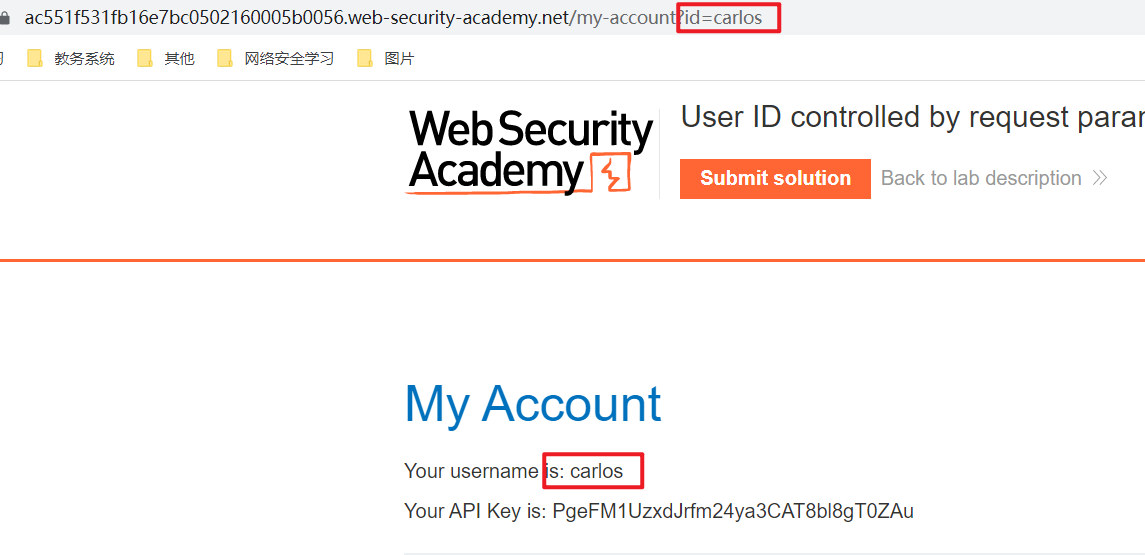 ac551f531fb16e7bc0502160005b0056.web-security-academy.net/my-account?id=carlos
教务系统 其他 网络安全学习 图片
Web Security
Academy
User ID controlled by request
Submit solution Back to lab description
My Account
Your username is: carlos
Your API Key is: PgeFM1UzxdJrfm24ya3CAT8bl8gT0ZAu